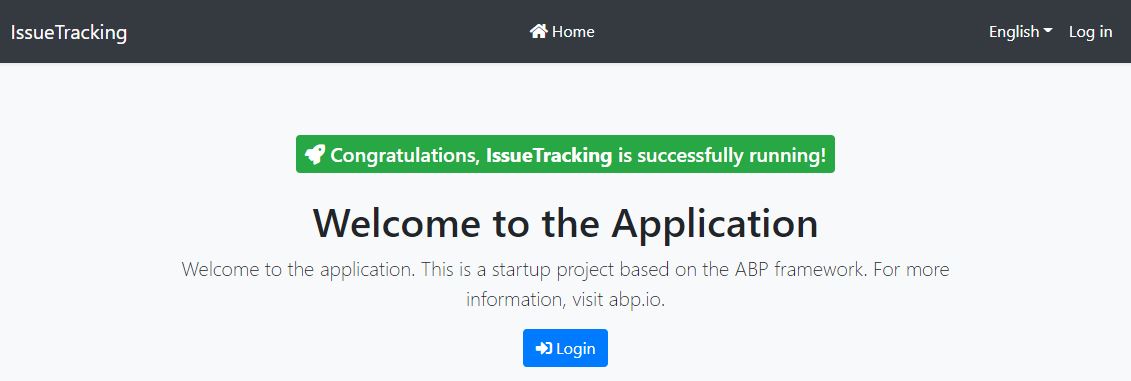 IssueTracking
Home
English
Log in
Congratulations, IssueTracking is successfully running!
Welcome to the Application
Welcome to the application. This is a startup project based on the ABP framework. For more
information, visit abp.io.
Login